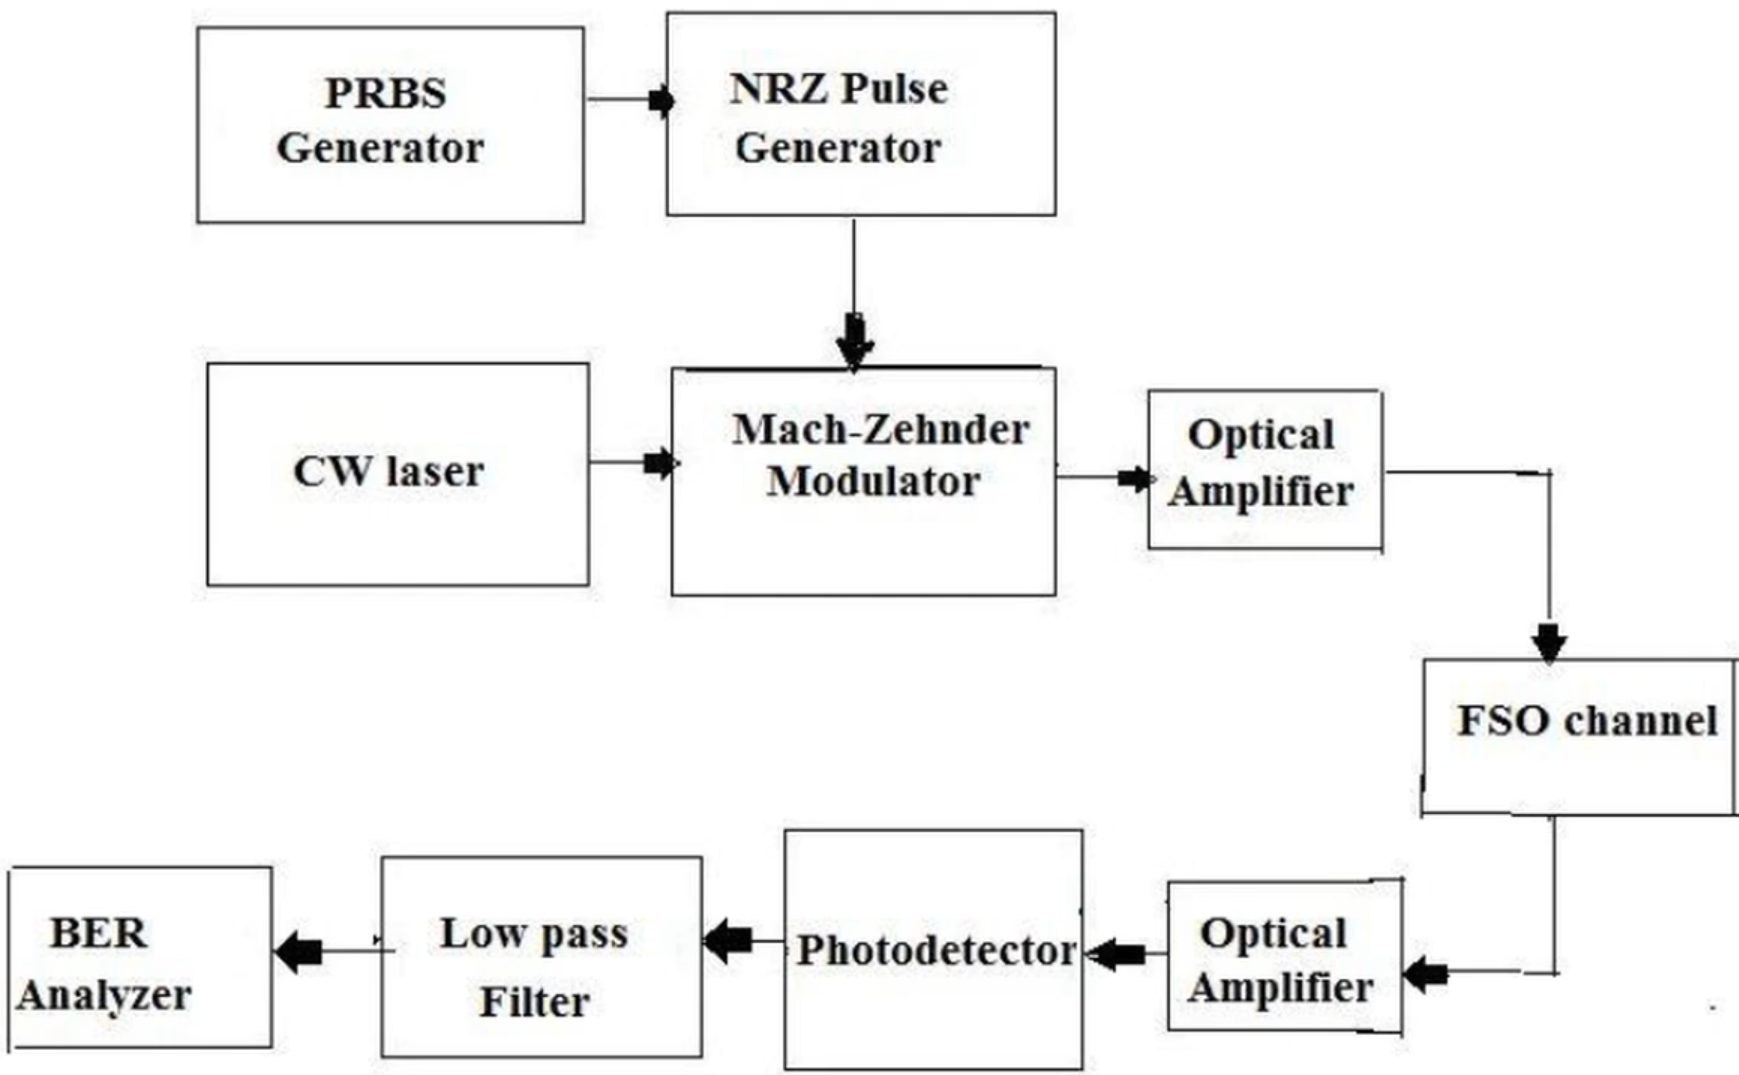 PRBS
Generator
NRZ Pulse
Generator
CW laser
Mach-Zehnder
Modulator
Optical
Amplifier
FSO channel
BER
Analyzer
Low pass
Filter
Photodetector
Optical
Amplifier